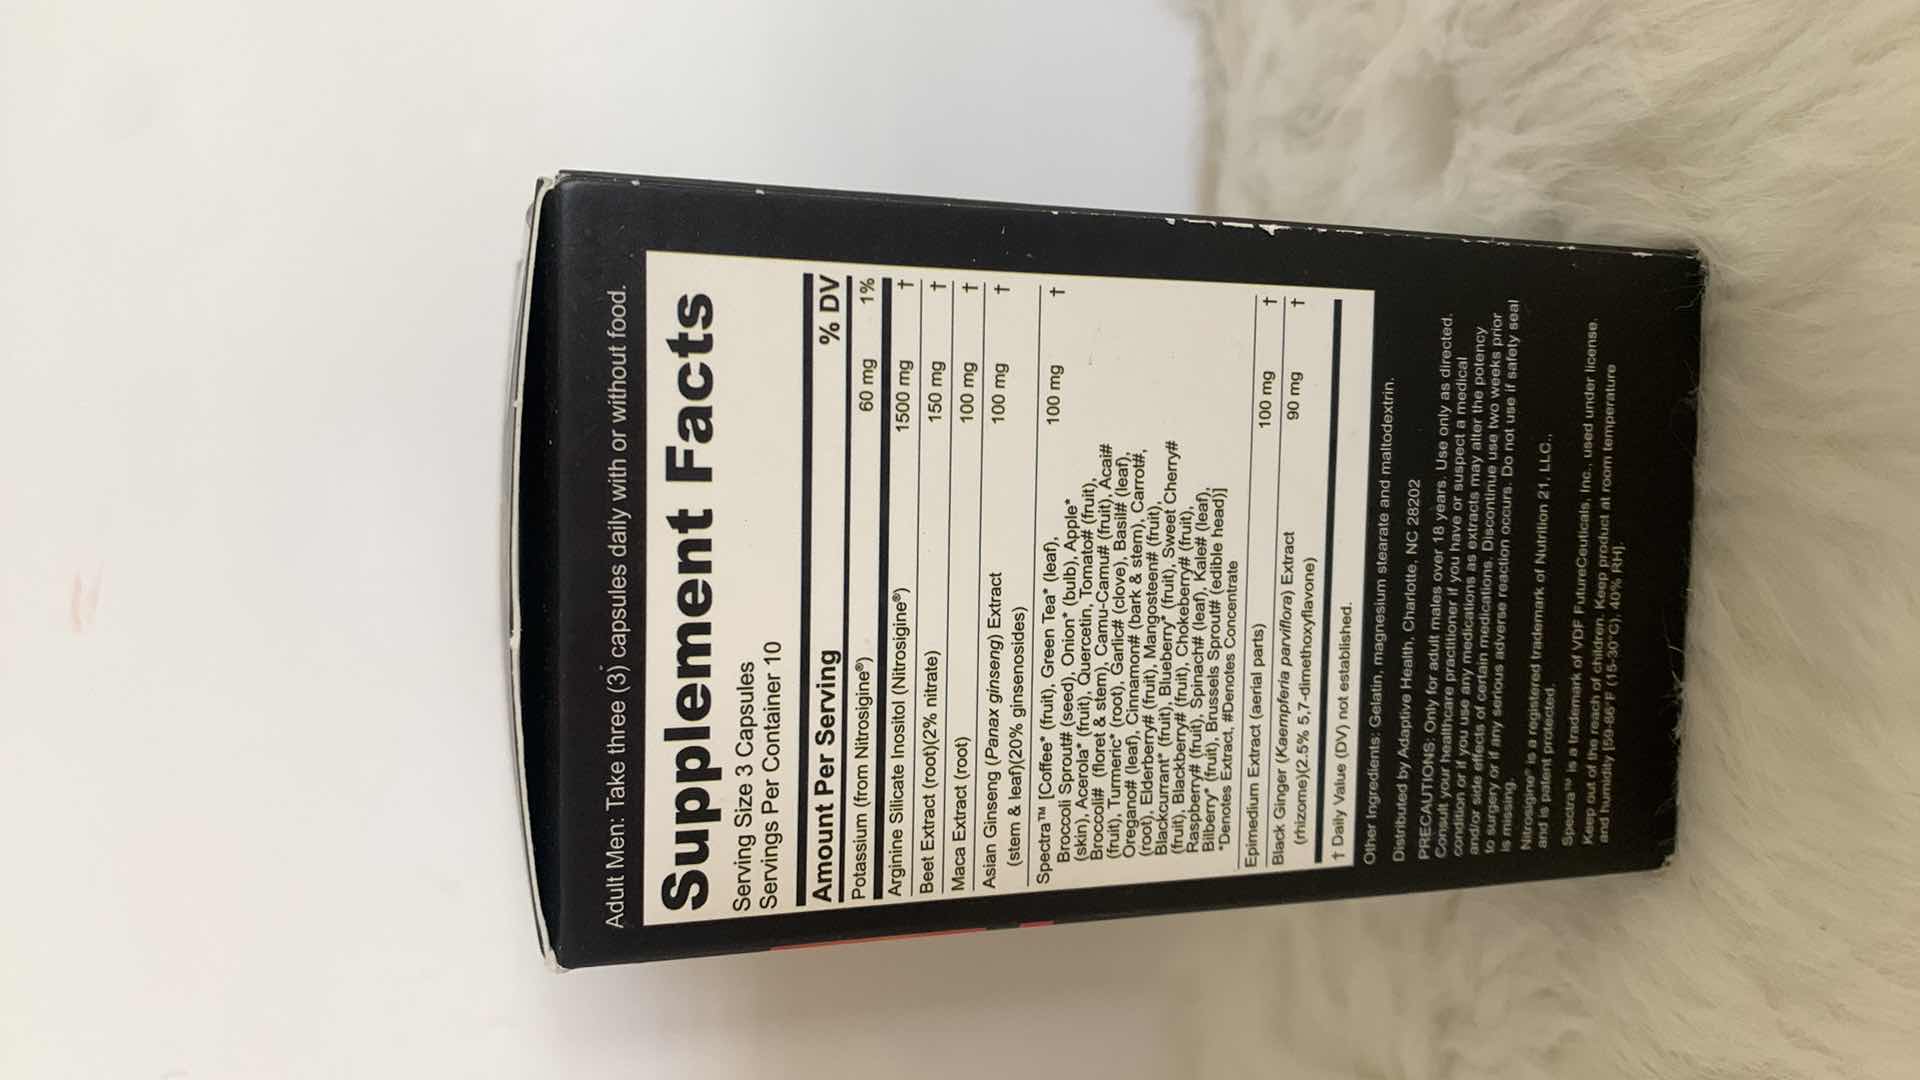 Adult Men: Take three (3) capsules daily with or without food.
Supplement Facts
Serving Size 3 Capsules
Servings Per Container 10
Amount Per Serving % DV
Potassium (from Nitrosigine®) 60 mg 1%
Arginine Silicate Inositol (Nitrosigine®) 1500 mg †
Beet Extract (root)(2% nitrate) 150 mg †
Maca Extract (root) 100 mg †
Asian Ginseng (Panax ginseng) Extract 100 mg †
(stem & leaf)(20% ginsenosides)
Spectra™ [Coffee* (fruit), Green Tea* (leaf), 100 mg †
Broccoli Sprout# (seed), Onion* (bulb), Apple*
(skin), Acerola* (fruit), Quercetin, Tomato# (fruit),
Broccoli# (floret & stem), Camu-Camu# (fruit), Acai#
(fruit), Turmeric* (root), Garlic# (clove), Basil# (leaf),
Oregano# (leaf), Cinnamon# (bark & stem), Carrot#,
(root), Elderberry# (fruit), Mangosteen# (fruit),
Blackcurrant* (fruit), Blueberry* (fruit), Sweet Cherry#
(fruit), Blackberry# (fruit), Chokeberry# (fruit),
Raspberry# (fruit), Spinach# (leaf), Kale# (leaf),
Bilberry* (fruit), Brussels Sprout# (edible head)]
*Denotes Extract, #Denotes Concentrate
Epimedium Extract (aerial parts) 100 mg †
Black Ginger (Kaempferia parviflora) Extract 90 mg †
(rhizome)(2.5% 5,7-dimethoxyflavone)
† Daily Value (DV) not established.
Other Ingredients: Gelatin, magnesium stearate and maltodextrin.
Distributed by Adaptive Health, Charlotte, NC 28202
PRECAUTIONS: Only for adult males over 18 years. Use only as directed.
Consult your healthcare practitioner if you have or suspect a medical
condition or if you use any medications as extracts may alter the potency
and/or side effects of certain medications. Discontinue use two weeks prior
to surgery or if any serious adverse reaction occurs. Do not use if safety seal
is missing.
Nitrosigine® is a registered trademark of Nutrition 21, LLC.,
and is patent protected.
Spectra™ is a trademark of VDF FutureCeuticals, Inc., used under license.
Keep out of the reach of children. Keep product at room temperature
and humidity [59-86°F (15-30°C), 40% RH].